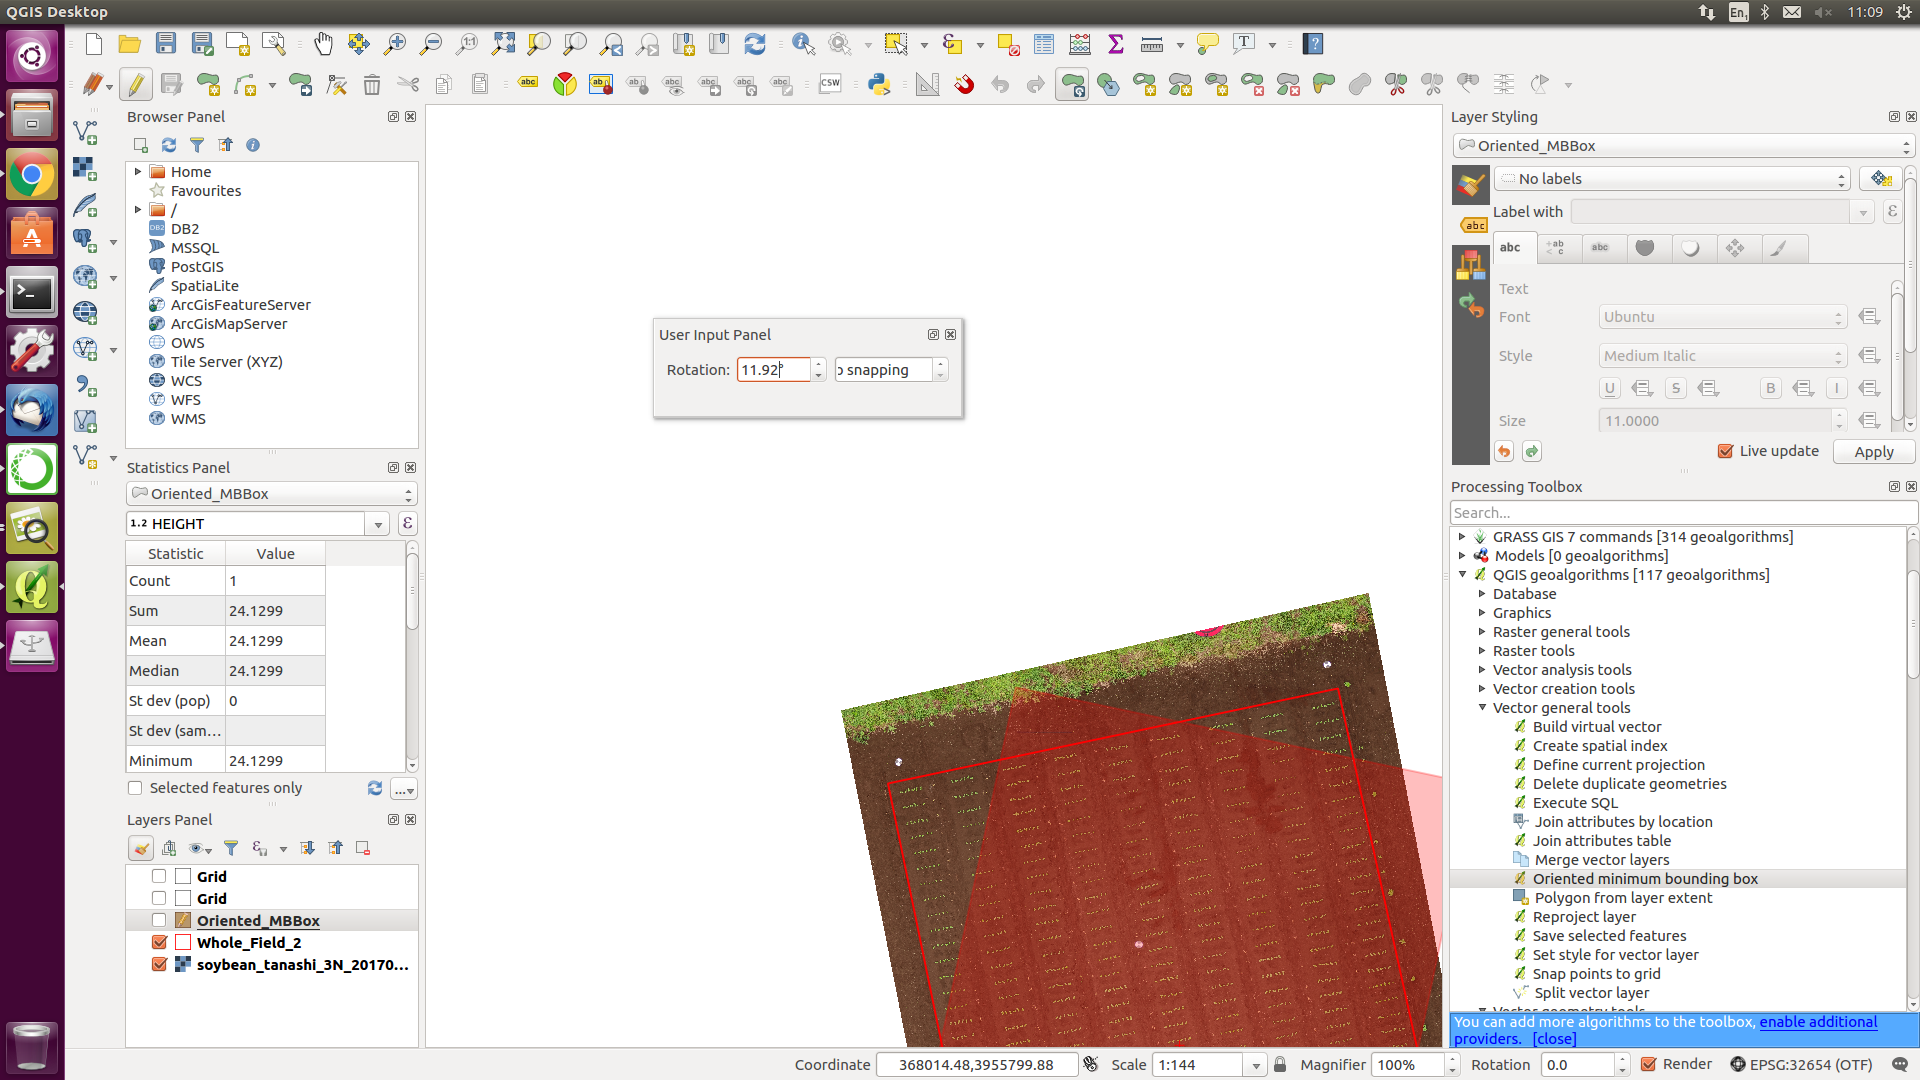 QGIS Desktop
En1
11:09
CSW
Browser Panel
Home
Favourites
/
DB2
MSSQL
PostGIS
SpatiaLite
ArcGisFeatureServer
ArcGisMapServer
OWS
Tile Server (XYZ)
WCS
WFS
WMS
Statistics Panel
Oriented_MBBox
1.2 HEIGHT
Statistic Value
Count 1
Sum 24.1299
Mean 24.1299
Median 24.1299
St dev (pop) 0
St dev (sam...
Minimum 24.1299
Selected features only
Layers Panel
Grid
Grid
Oriented_MBBox
Whole_Field_2
soybean_tanashi_3N_20170...
User Input Panel
Rotation: 11.92° o snapping
Layer Styling
Oriented_MBBox
No labels
Label with
abc
Text
Font Ubuntu
Style Medium Italic
U S B I
Size 11.0000
Live update Apply
Processing Toolbox
Search...
GRASS GIS 7 commands [314 geoalgorithms]
Models [0 geoalgorithms]
QGIS geoalgorithms [117 geoalgorithms]
Database
Graphics
Raster general tools
Raster tools
Vector analysis tools
Vector creation tools
Vector general tools
Build virtual vector
Create spatial index
Define current projection
Delete duplicate geometries
Execute SQL
Join attributes by location
Join attributes table
Merge vector layers
Oriented minimum bounding box
Polygon from layer extent
Reproject layer
Save selected features
Set style for vector layer
Snap points to grid
Split vector layer
Vector geometry tools
You can add more algorithms to the toolbox, enable additional
providers. [close]
Coordinate 368014.48,3955799.88 Scale 1:144 Magnifier 100% Rotation 0.0 Render EPSG:32654 (OTF)